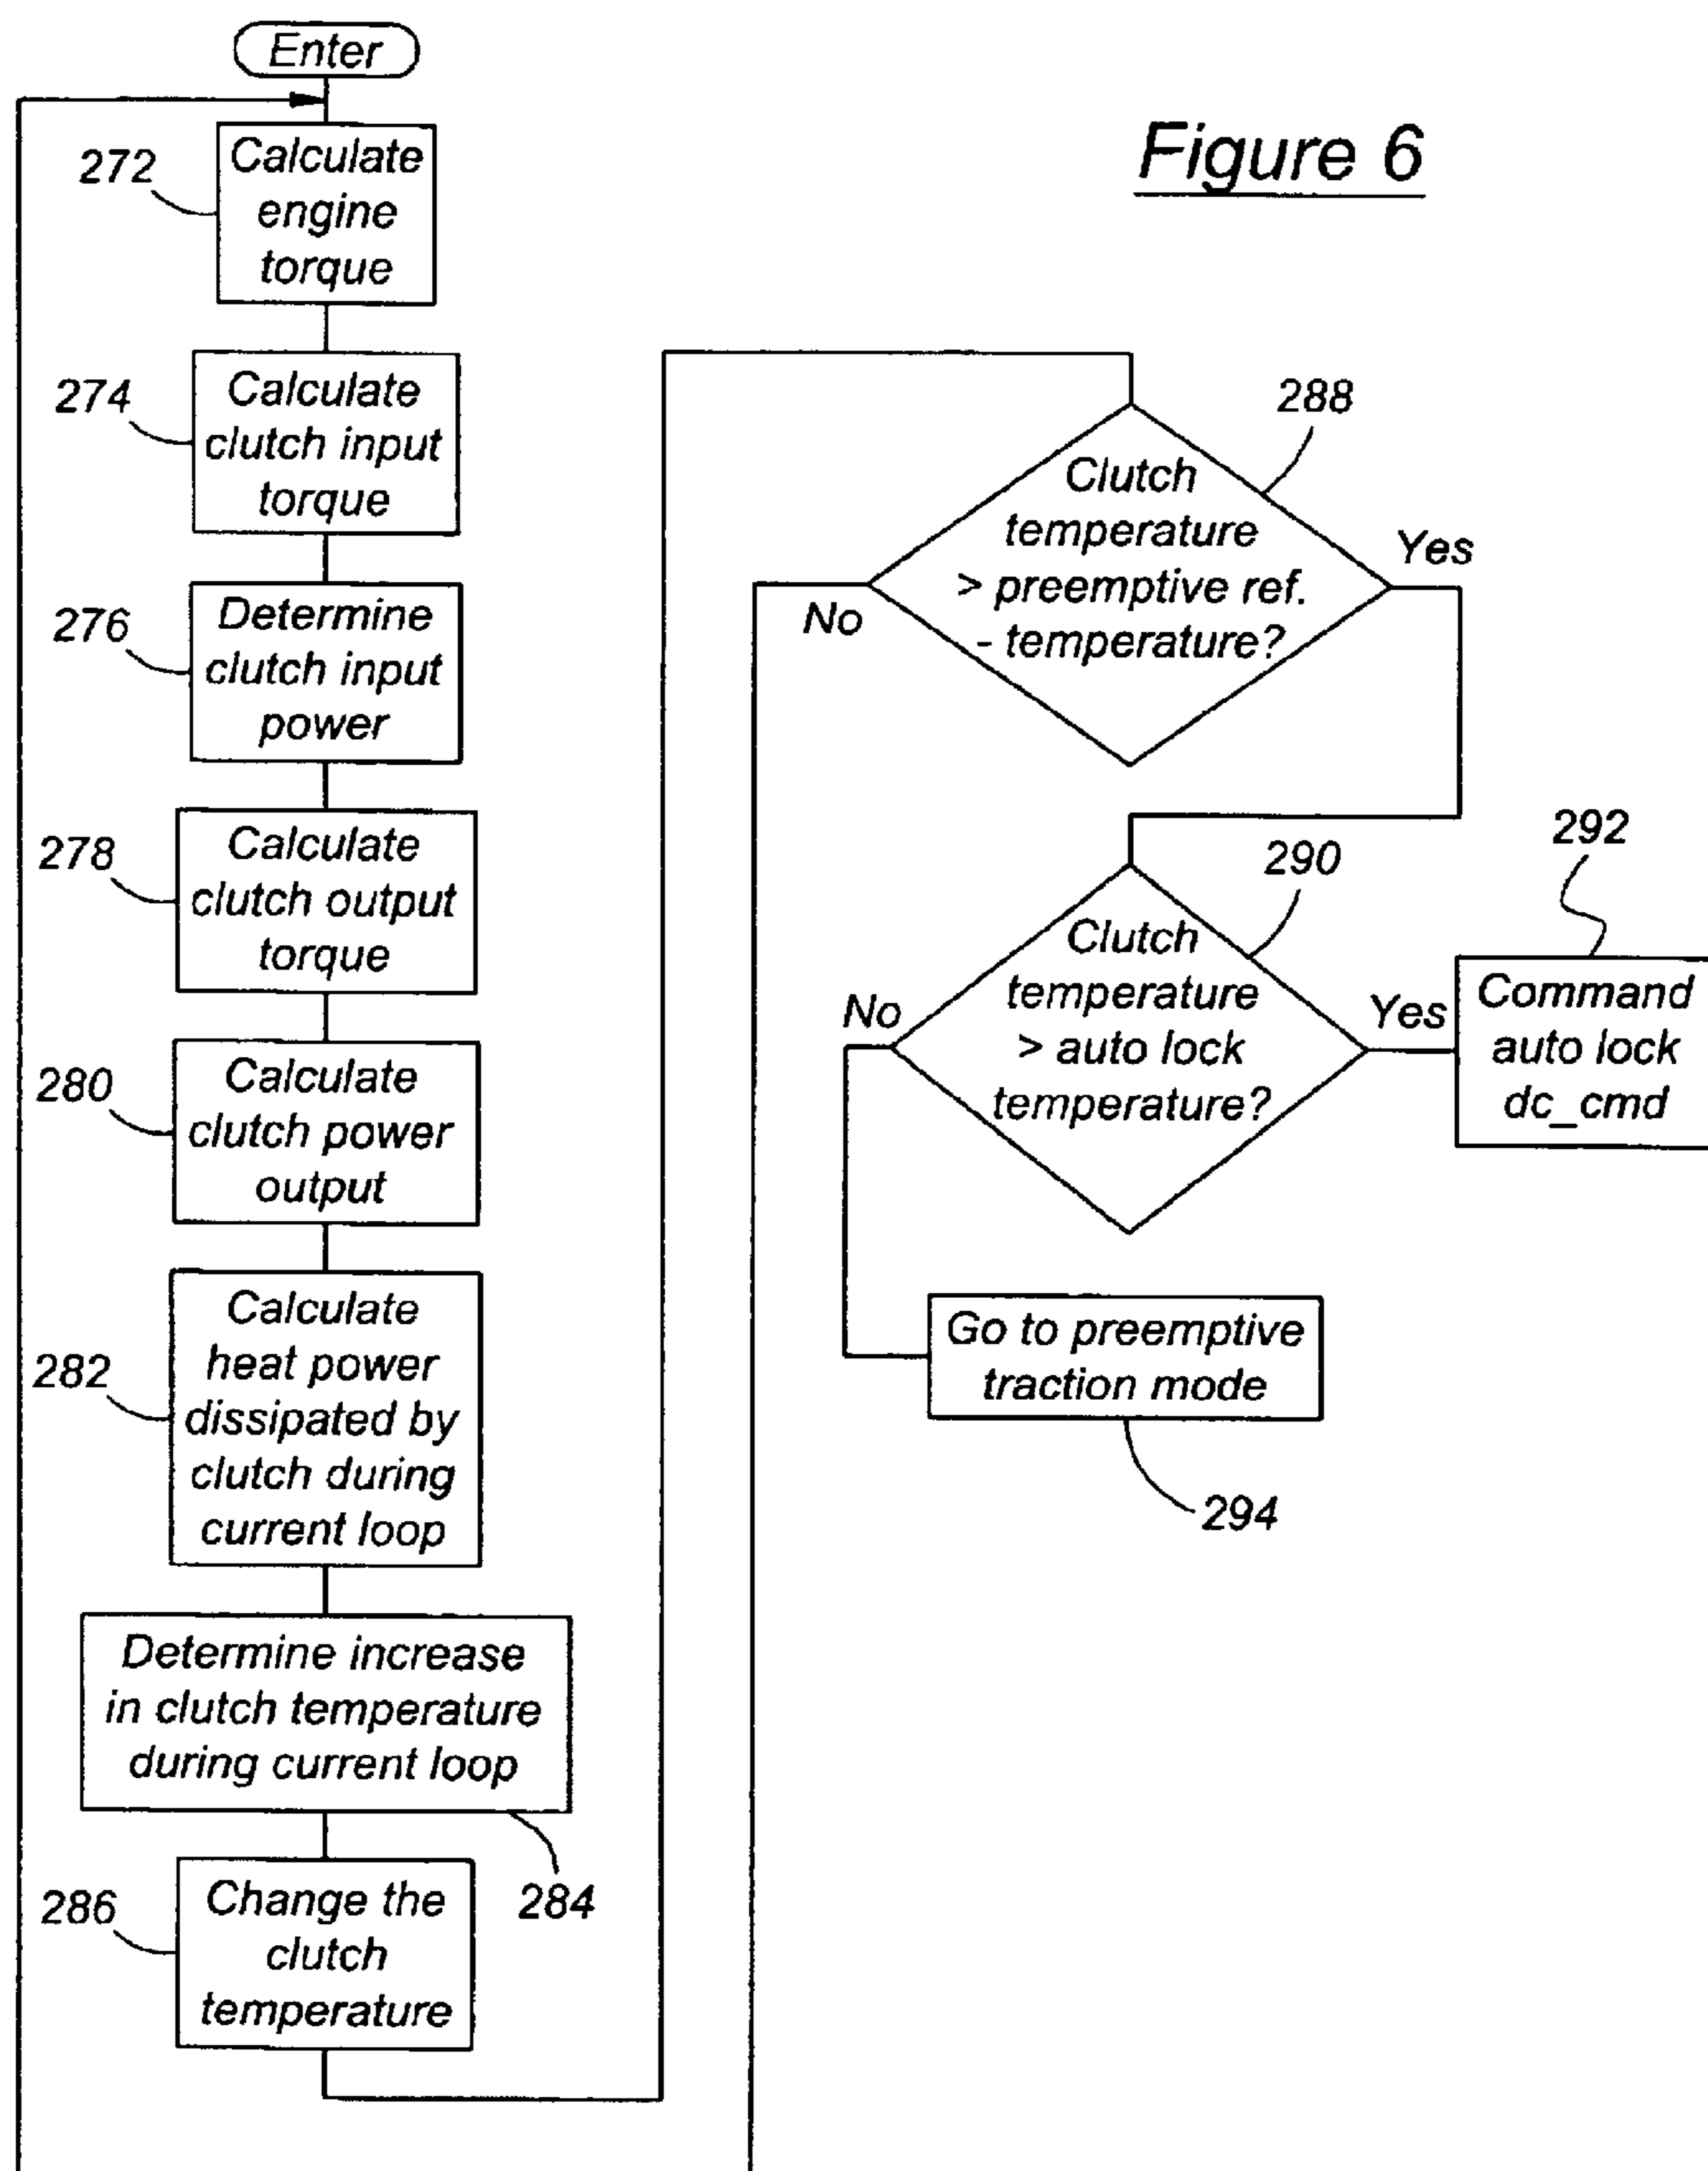 Enter
Figure 6
272
Calculate
engine
torque
274
Calculate
clutch input
torque
276
Determine
clutch input
power
278
Calculate
clutch output
torque
280
Calculate
clutch power
output
282
Calculate
heat power
dissipated by
clutch during
current loop
Determine increase
in clutch temperature
during current loop
284
286
Change the
clutch
temperature
288
Clutch
temperature
> preemptive ref.
- temperature?
Yes
No
290
Clutch
temperature
> auto lock
temperature?
No
Yes
292
Command
auto lock
dc_cmd
Go to preemptive
traction mode
294